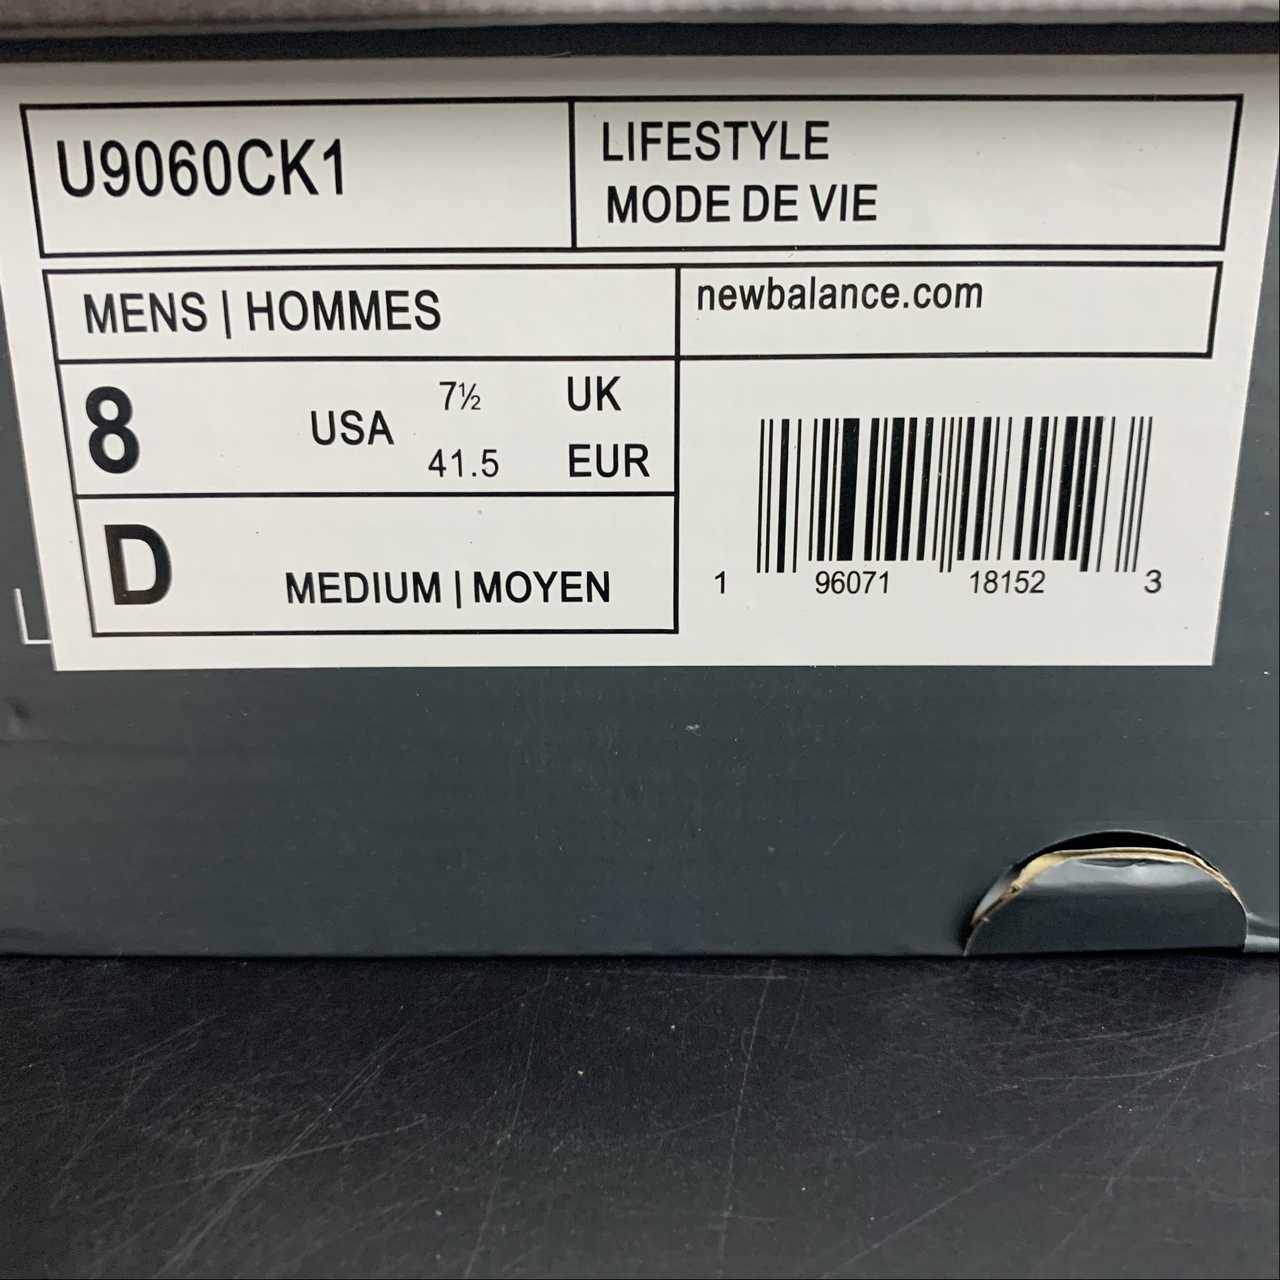 U9060CK1
LIFESTYLE
MODE DE VIE
MENS | HOMMES
newbalance.com
8 USA
7½ UK
41.5 EUR
D MEDIUM | MOYEN
1 96071 18152 3